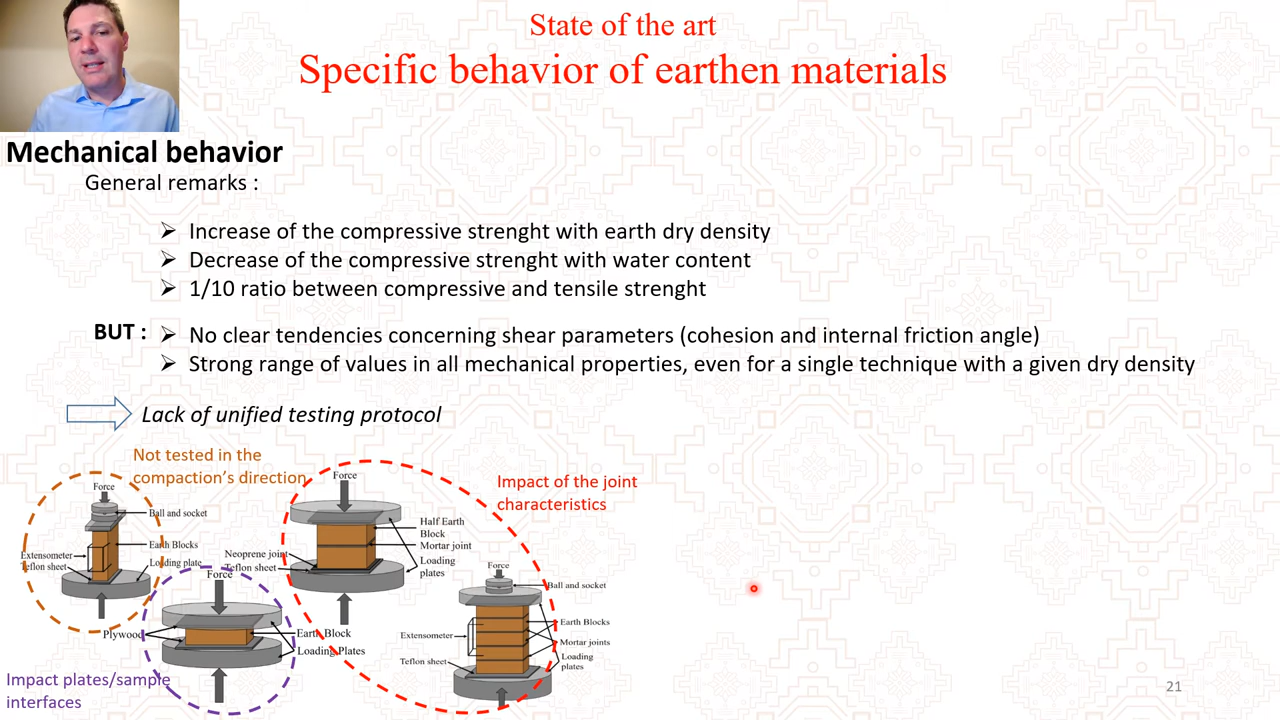 State of the art
Specific behavior of earthen materials
Mechanical behavior
General remarks :
Increase of the compressive strenght with earth dry density
Decrease of the compressive strenght with water content
1/10 ratio between compressive and tensile strenght
BUT :
No clear tendencies concerning shear parameters (cohesion and internal friction angle)
Strong range of values in all mechanical properties, even for a single technique with a given dry density
Lack of unified testing protocol
Not tested in the
compaction's direction
Force
Ball and socket
Earth Blocks
Extensometer
Teflon sheet
Loading plate
Force
Plywood
Earth Block
Loading Plates
Impact plates/sample
interfaces
Force
Half Earth
Block
Mortar joint
Neoprene joint
Teflon sheet
Loading
plates
Impact of the joint
characteristics
Force
Ball and socket
Earth Blocks
Extensometer
Mortar joints
Teflon sheet
Loading
plates
21